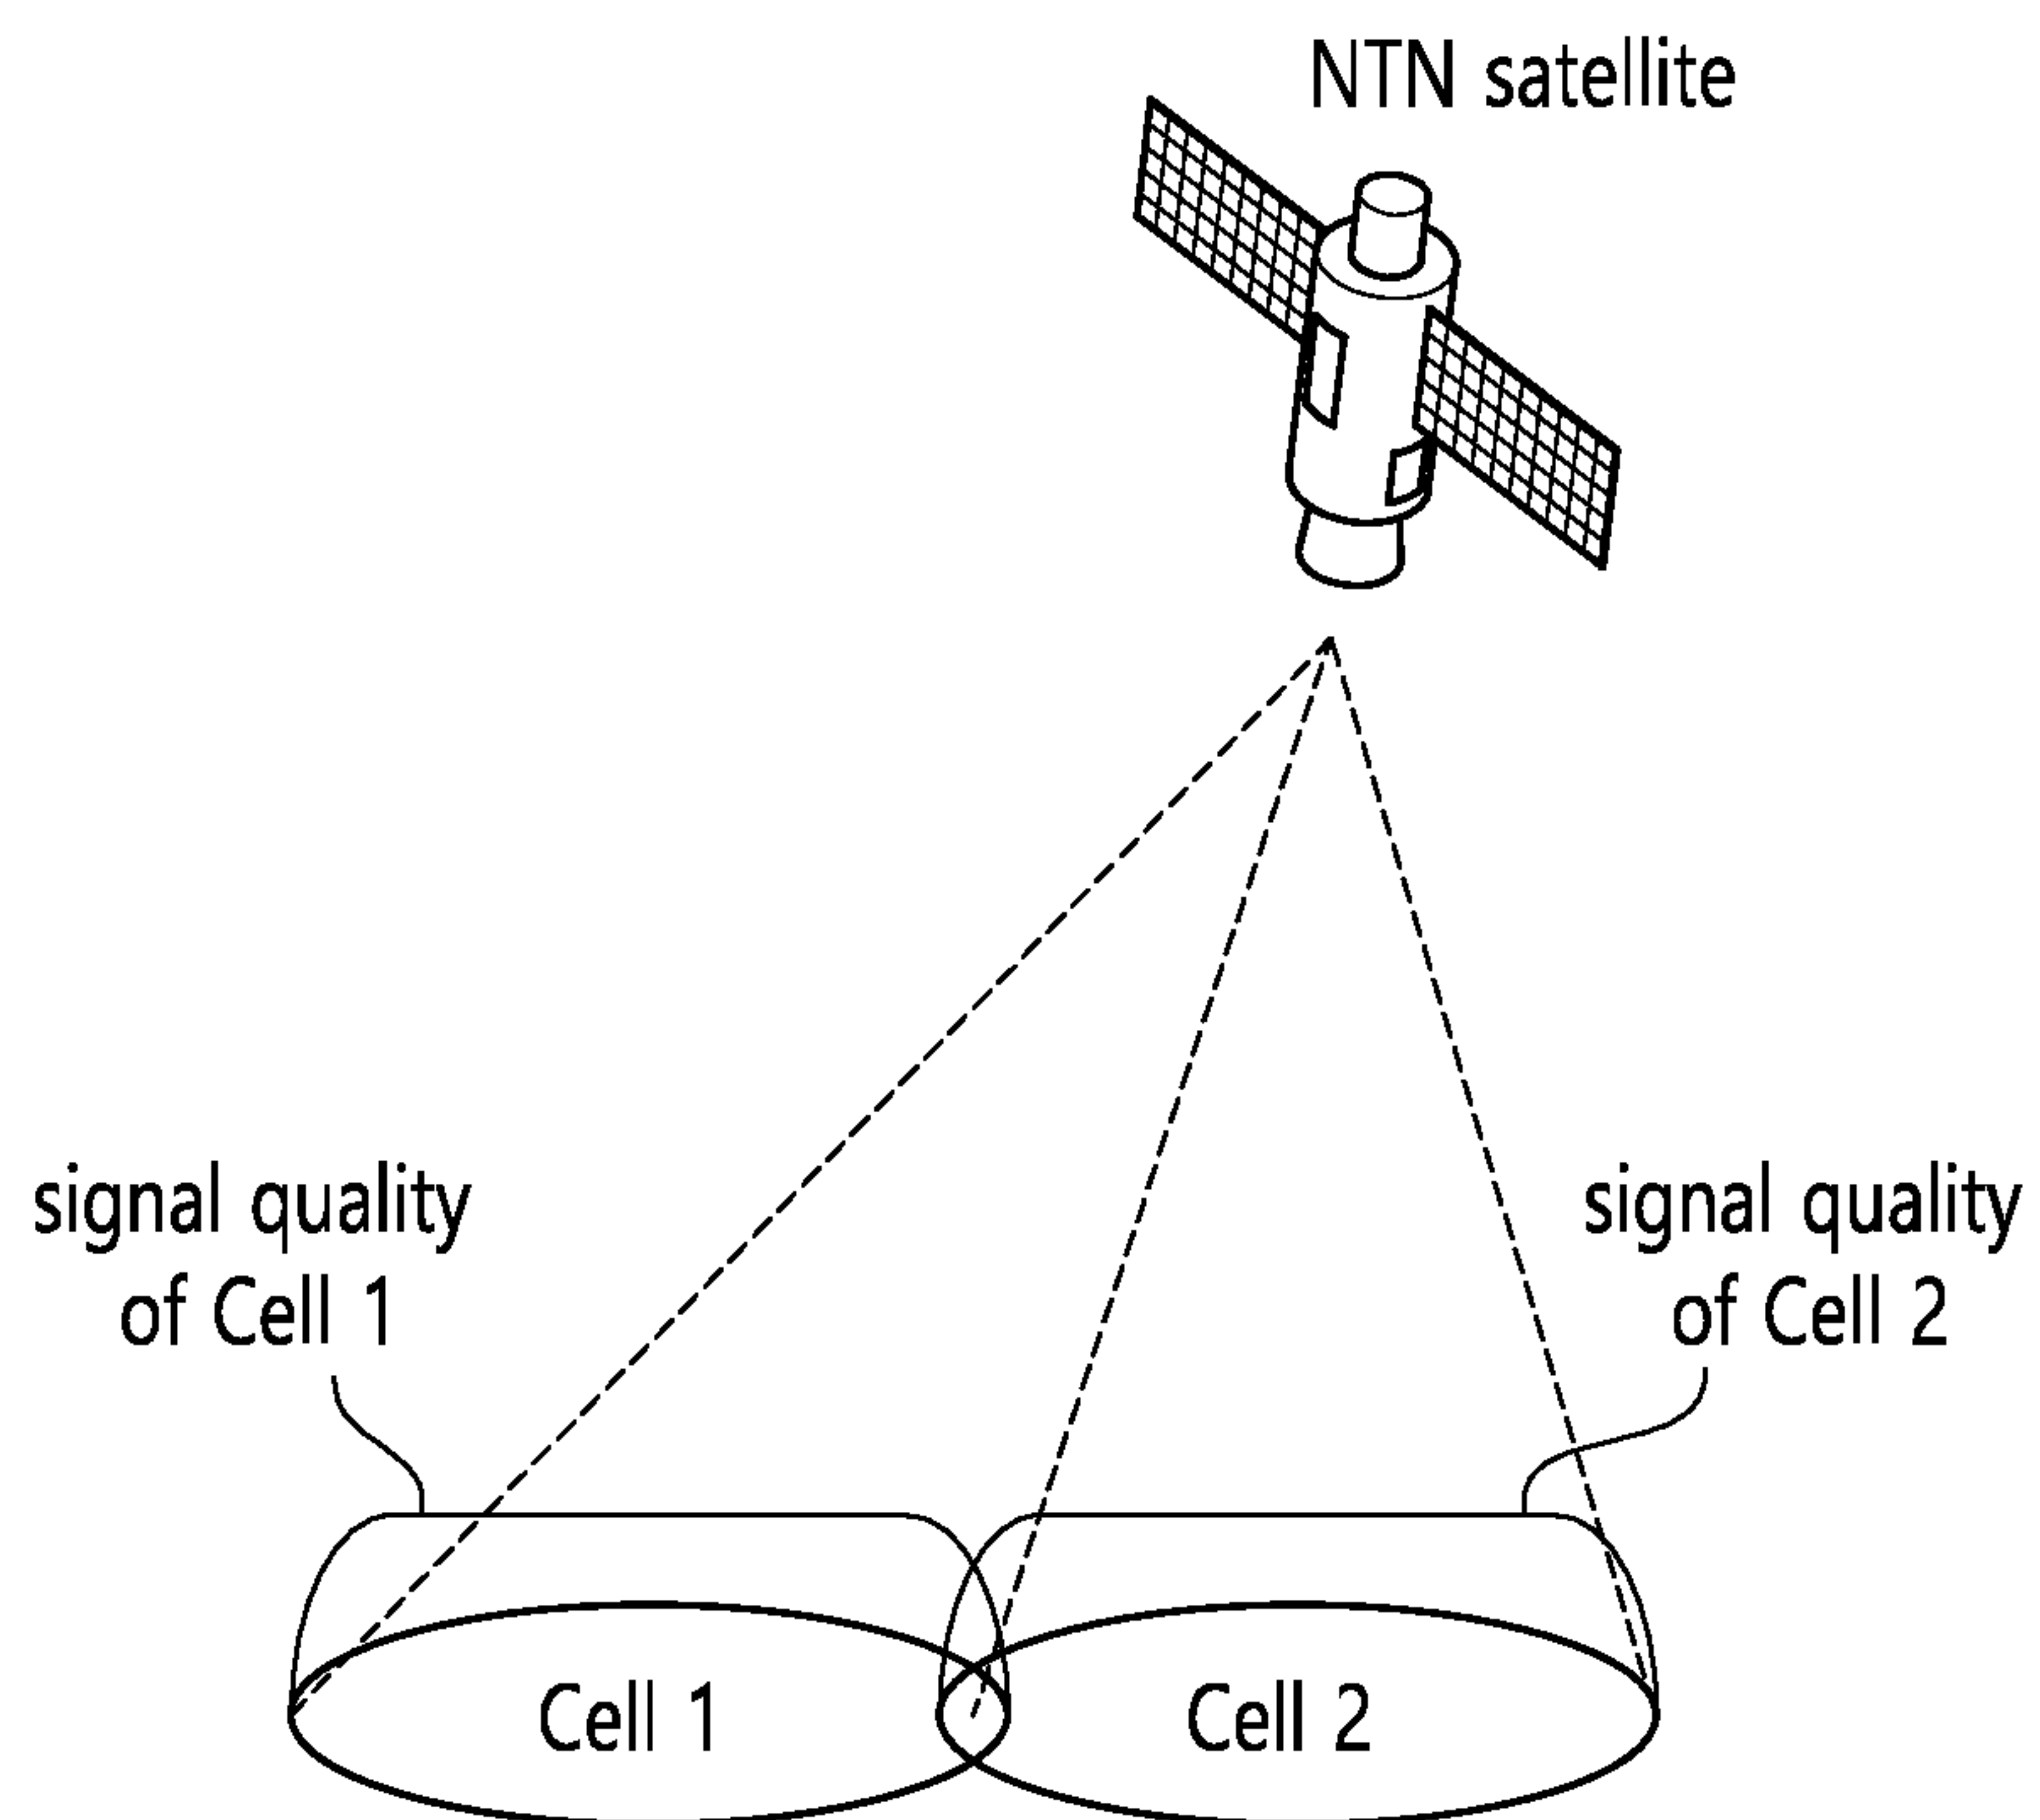 NTN satellite
signal quality
of Cell 1
signal quality
of Cell 2
Cell 1
Cell 2